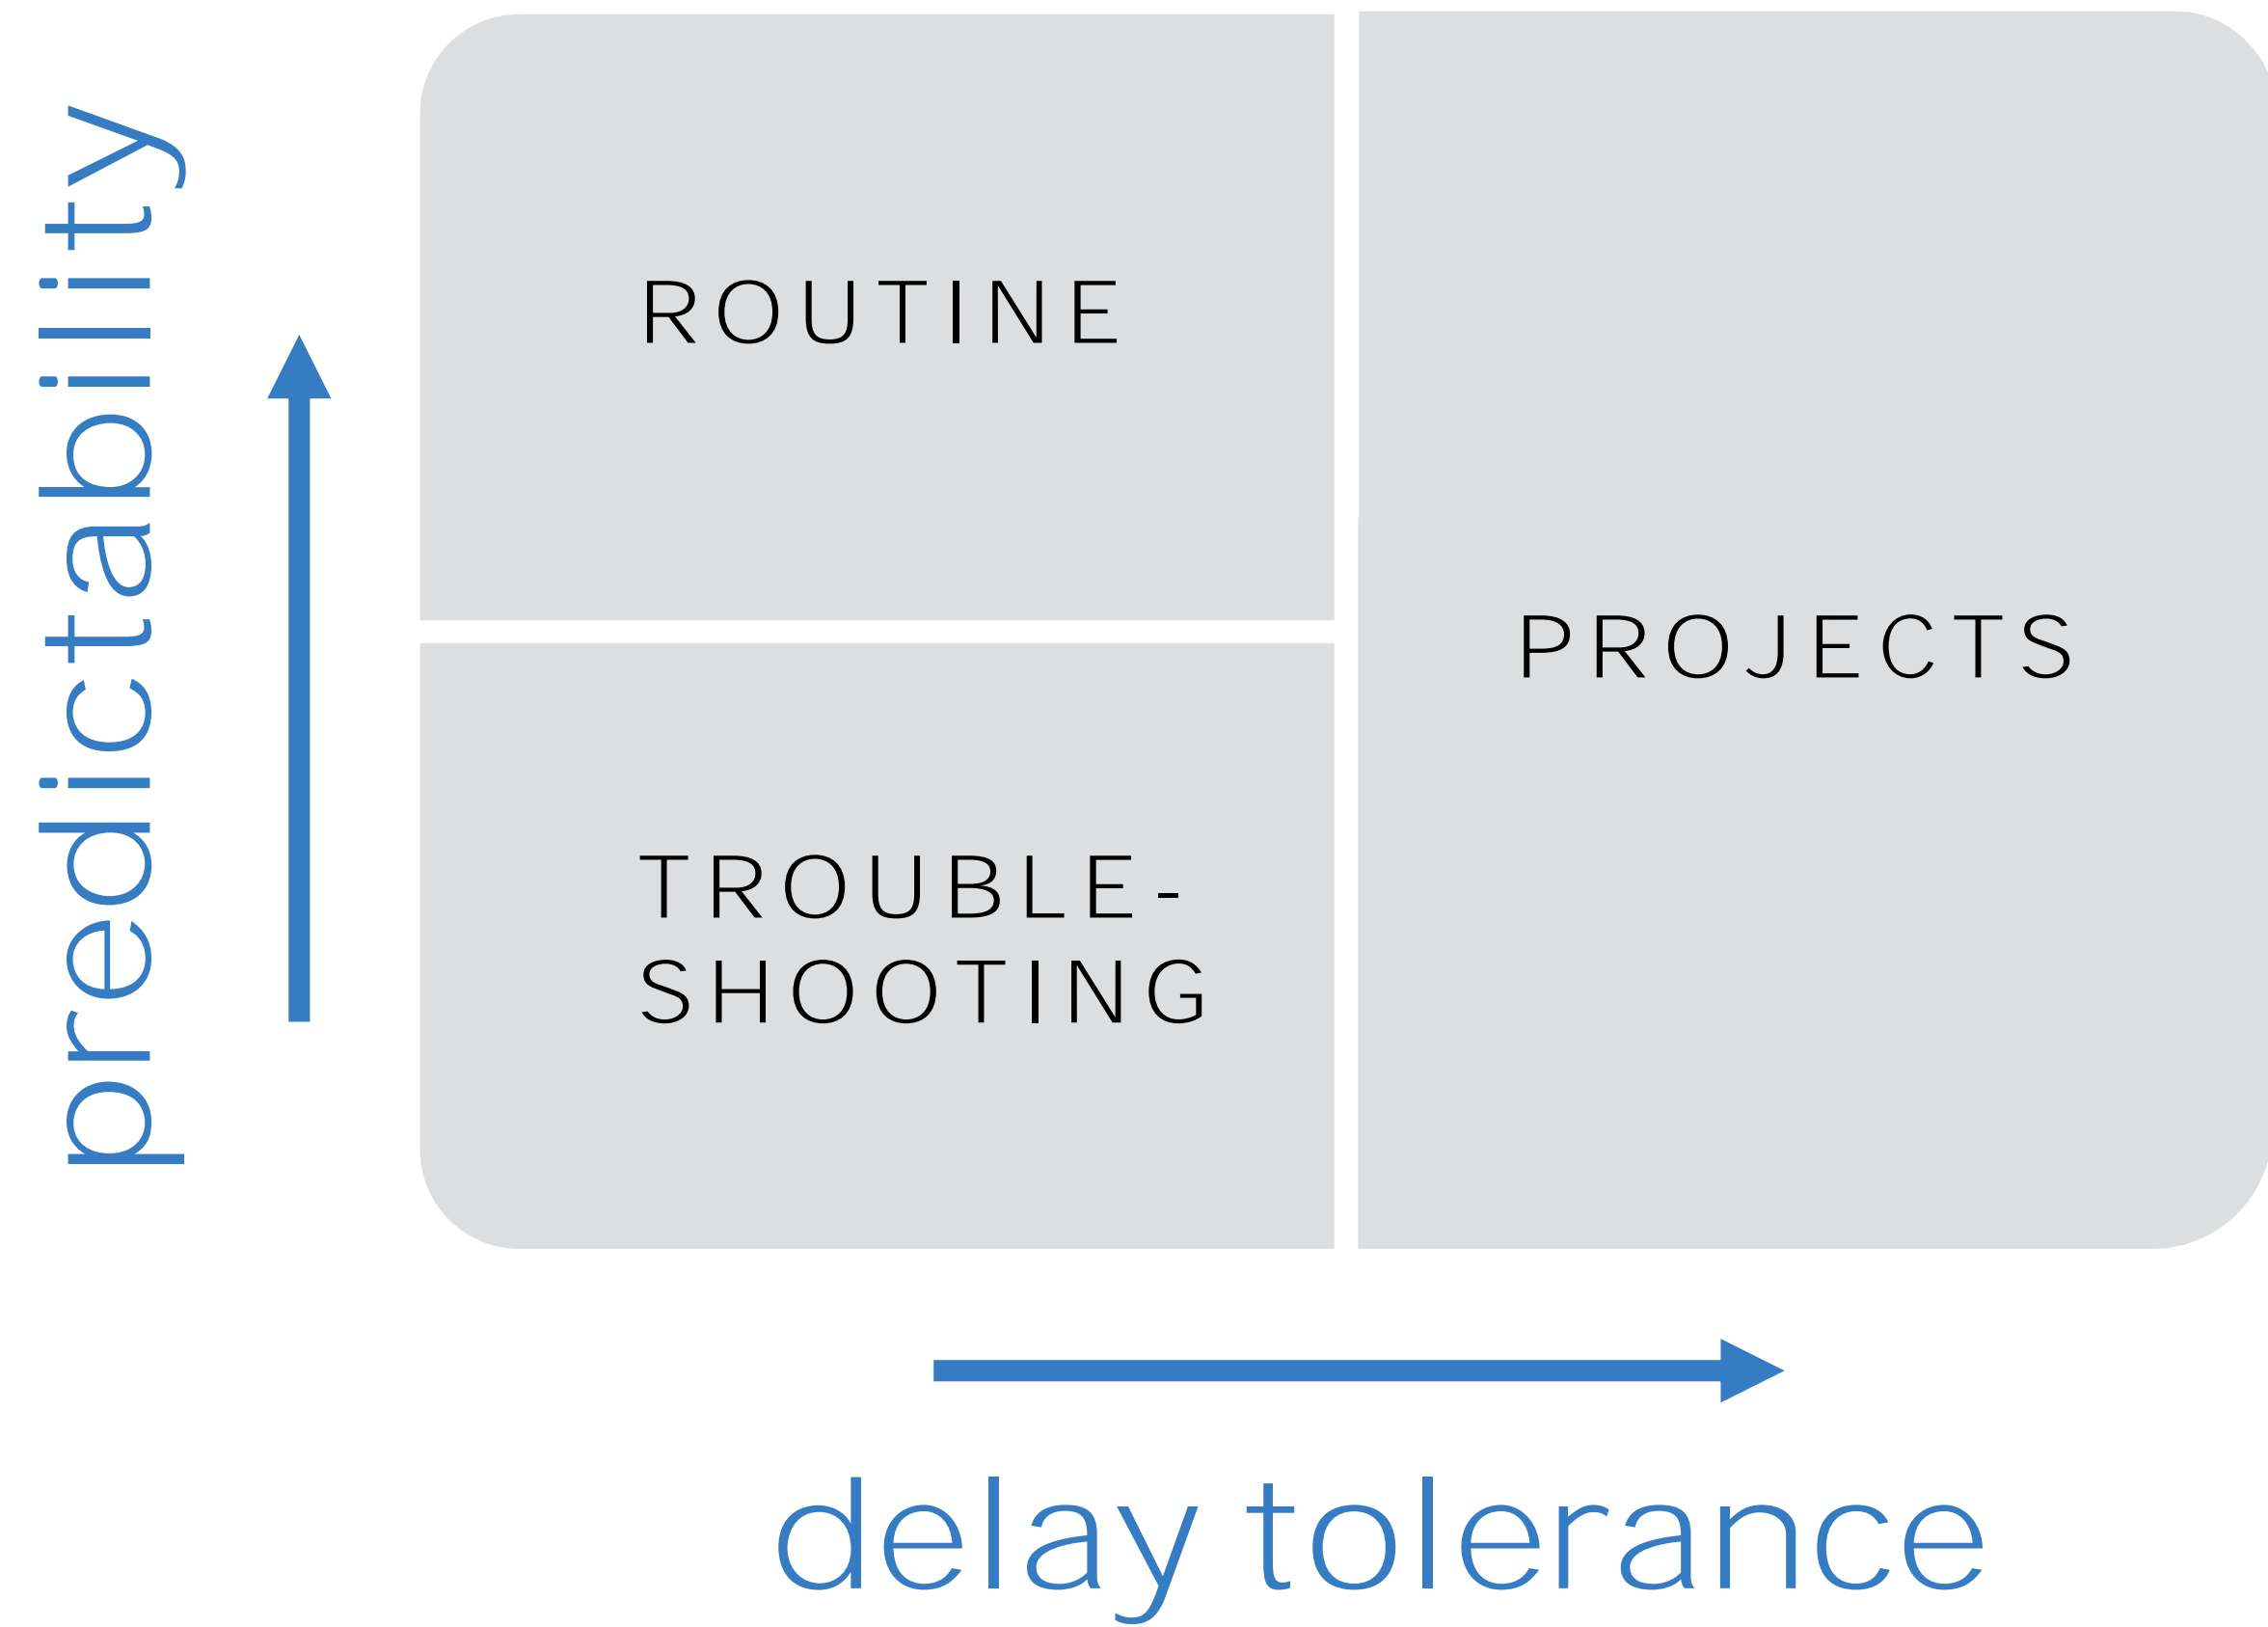 predictability
ROUTINE
PROJECTS
TROUBLE-
SHOOTING
delay tolerance